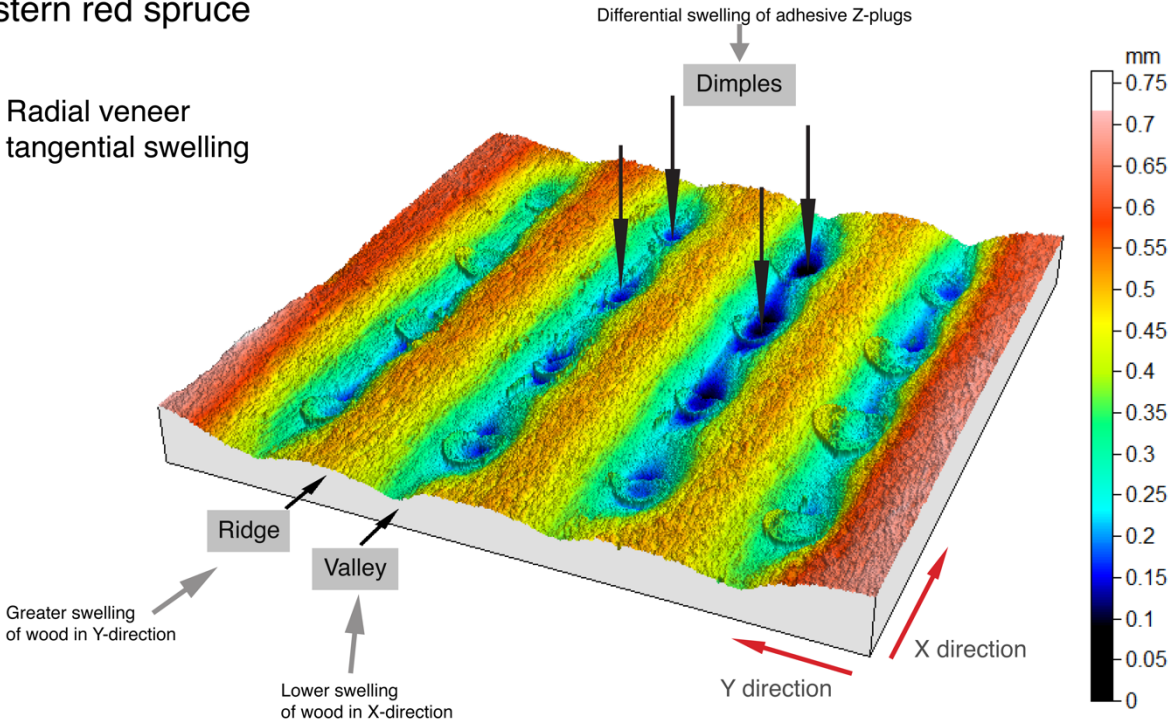 stern red spruce
Differential swelling of adhesive Z-plugs
Dimples
Radial veneer
tangential swelling
mm
0.75
0.7
0.65
0.6
0.55
0.5
0.45
0.4
0.35
0.3
0.25
0.2
0.15
0.1
0.05
0
Ridge
Valley
Greater swelling
of wood in Y-direction
Lower swelling
of wood in X-direction
X direction
Y direction